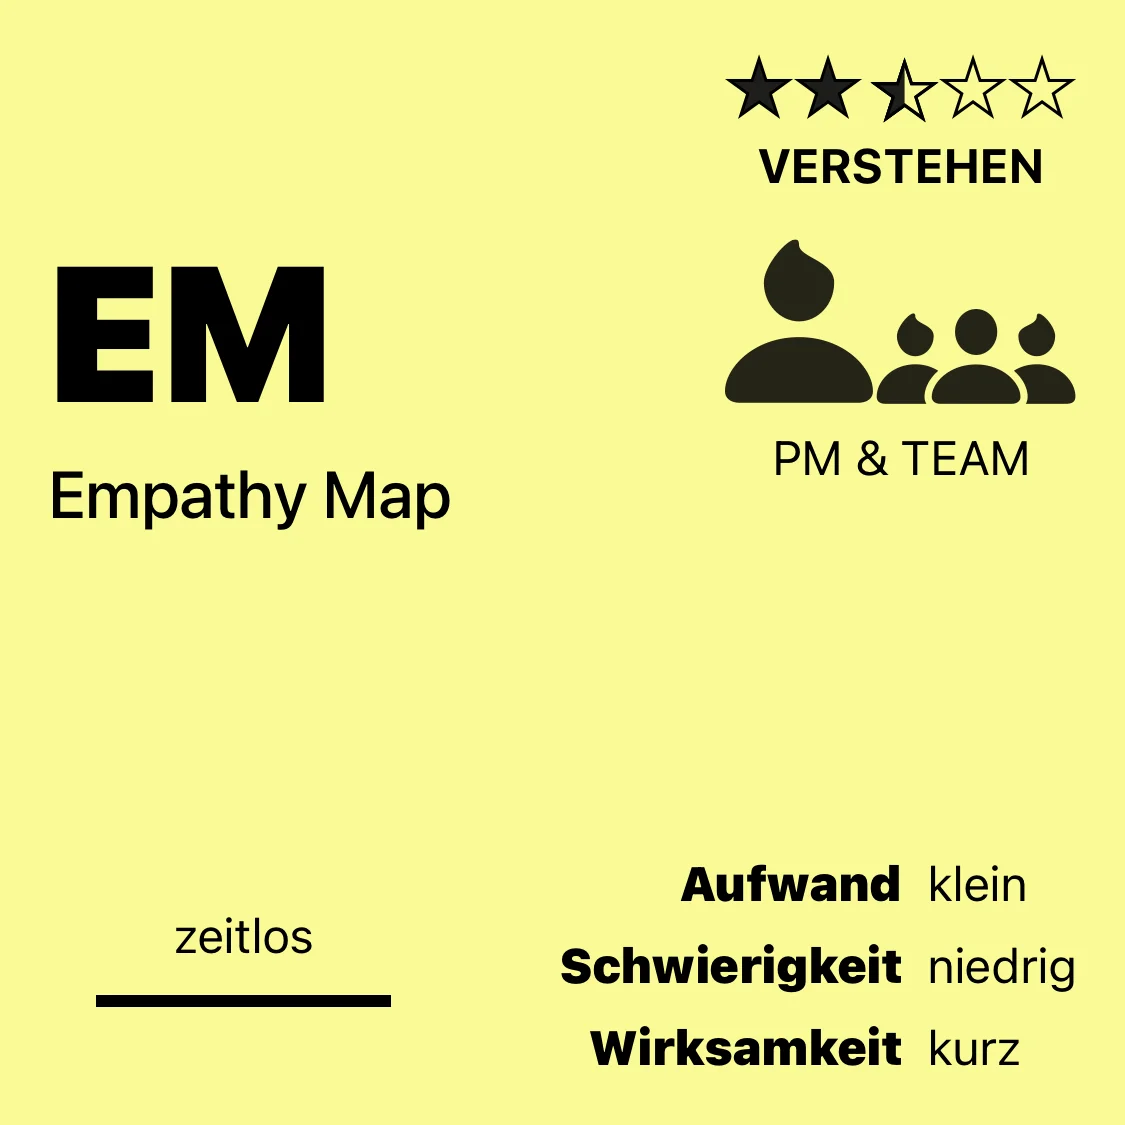 VERSTEHEN
EM
Empathy Map
PM & TEAM
zeitlos
Aufwand klein
Schwierigkeit niedrig
Wirksamkeit kurz